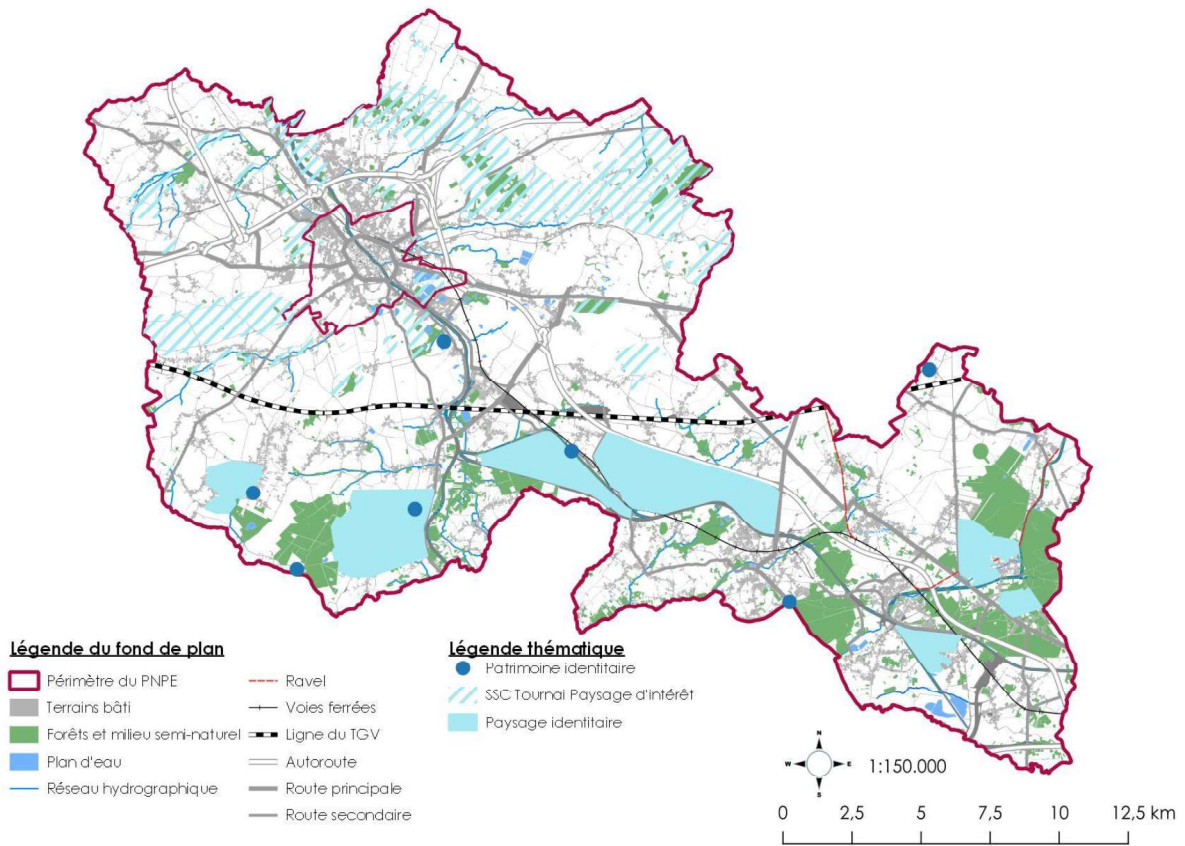 Légende du fond de plan
Périmètre du PNPE
Terrains bâti
Forêts et milieu semi-naturel
Plan d'eau
Réseau hydrographique
Ravel
Voies ferrées
Ligne du TGV
Autoroute
Route principale
Route secondaire
Légende thématique
Patrimoine identitaire
SSC Tournai Paysage d'intérêt
Paysage identitaire
N
W E
S
1:150.000
0 2,5 5 7,5 10 12,5 km